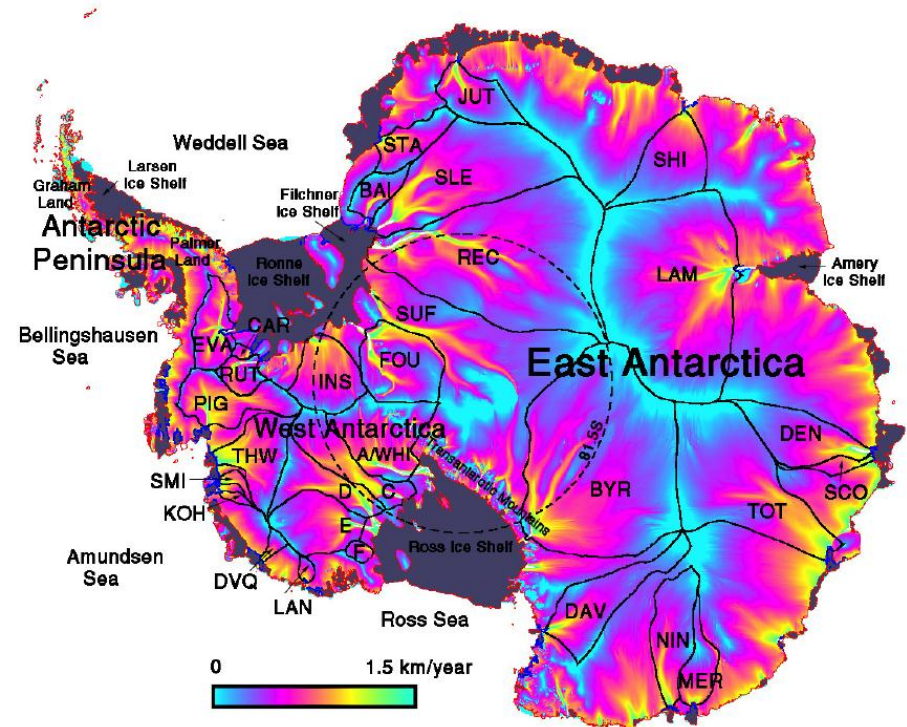 JUT
Weddell Sea
STA
SHI
Larsen
Ice Shelf
Filchner
Ice Shelf
BAI
SLE
Graham
Land
Antarctic
Peninsula
Palmer
Land
Ronne
Ice Shelf
REC
LAM
Amery
Ice Shelf
SUF
Bellingshausen
Sea
CAR
EVA
RUT
INS
FOU
East Antarctica
PIG
West Antarctica
DEN
THW
A/WHI
Transantarctic Mountains
81.5S
SMI
D
C
BYR
SCO
KOH
E
TOT
F
Ross Ice Shelf
Amundsen
Sea
DVQ
LAN
Ross Sea
DAV
NIN
MER
0
1.5 km/year